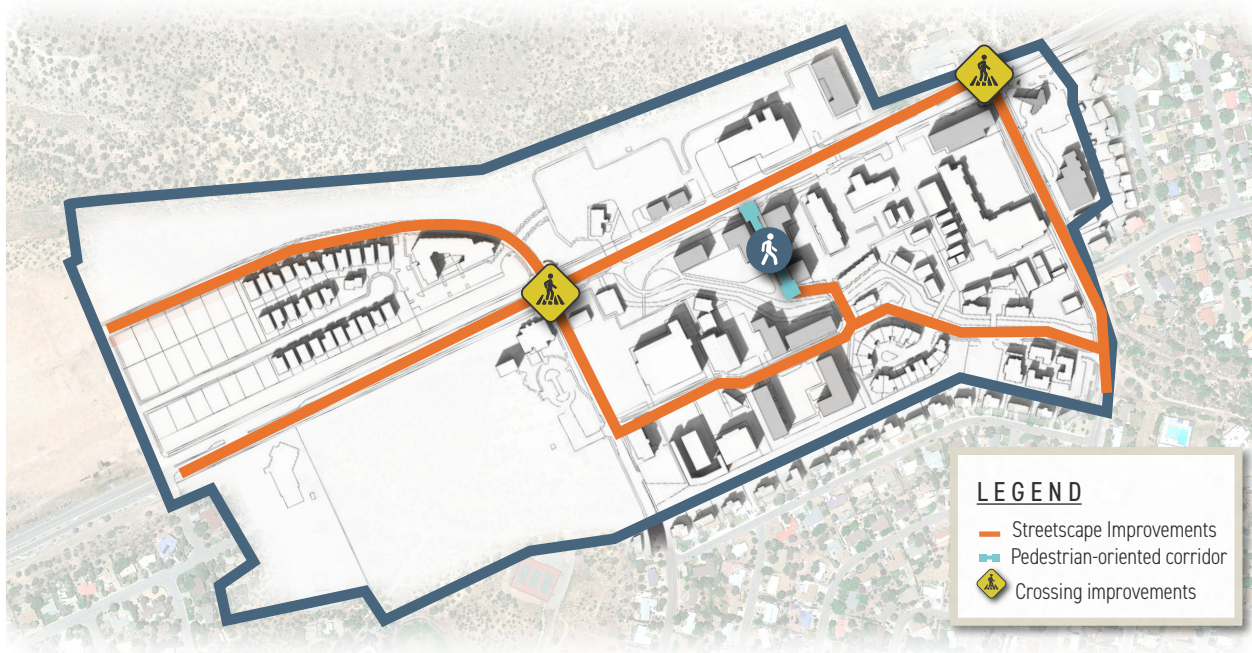 LEGEND
Streetscape Improvements
Pedestrian-oriented corridor
Crossing improvements